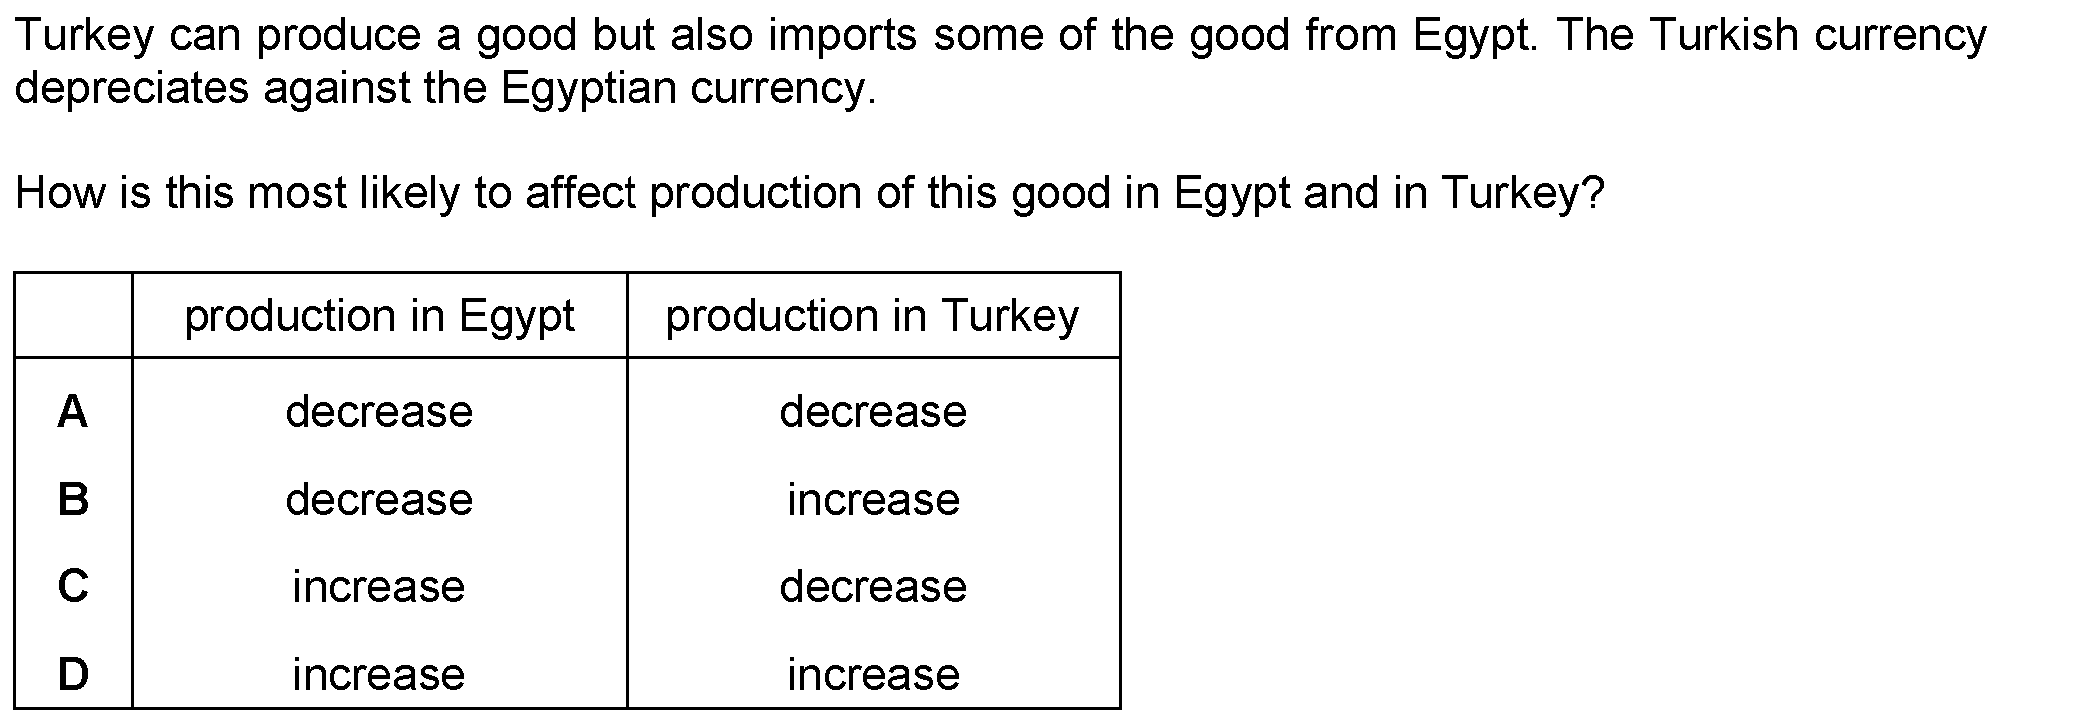 Turkey can produce a good but also imports some of the good from Egypt. The Turkish currency
depreciates against the Egyptian currency.
How is this most likely to affect production of this good in Egypt and in Turkey?
production in Egypt production in Turkey
A decrease decrease
B decrease increase
C increase decrease
D increase increase